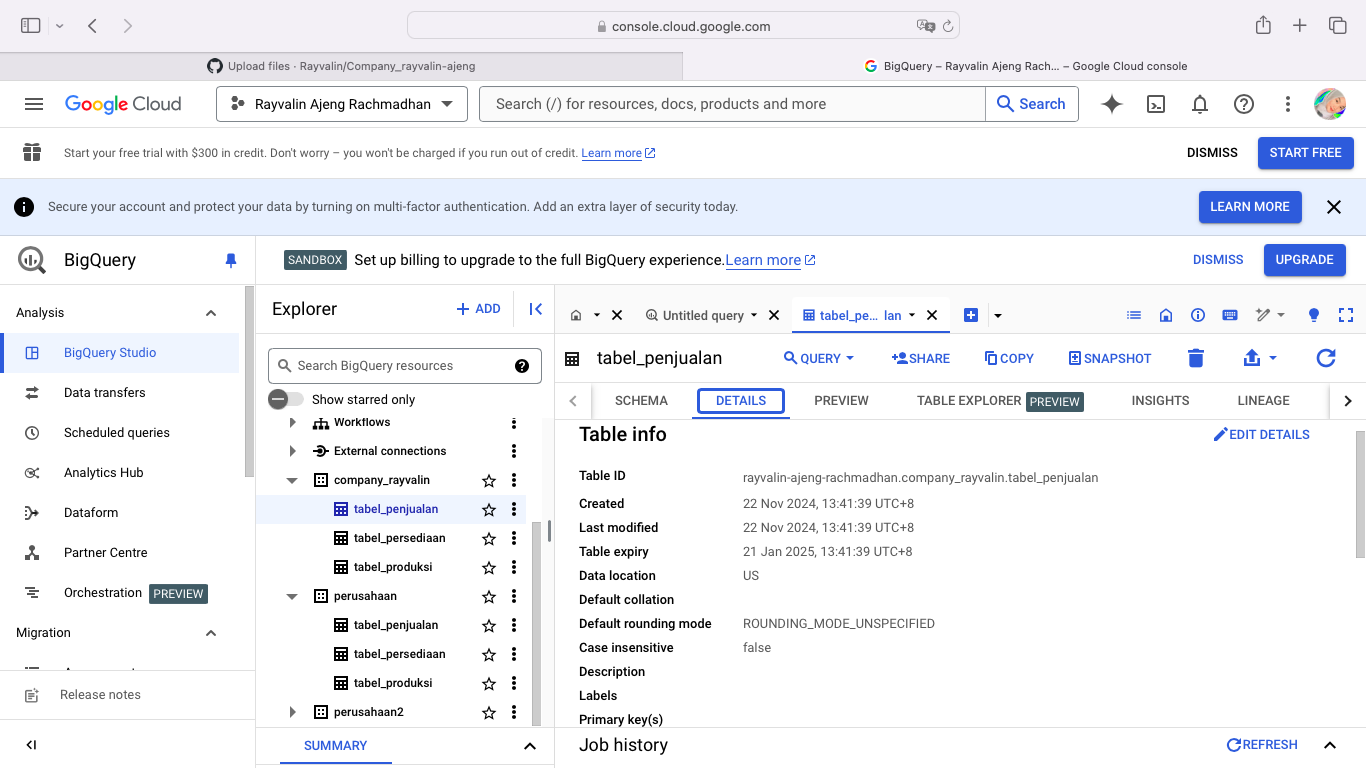 console.cloud.google.com
Upload files · Rayvalin/Company_rayvalin-ajeng
BigQuery – Rayvalin Ajeng Rach... – Google Cloud console
Google Cloud
Rayvalin Ajeng Rachmadhan
Search (/) for resources, docs, products and more
Search
Start your free trial with $300 in credit. Don't worry – you won't be charged if you run out of credit. Learn more
DISMISS
START FREE
Secure your account and protect your data by turning on multi-factor authentication. Add an extra layer of security today.
LEARN MORE
BigQuery
SANDBOX Set up billing to upgrade to the full BigQuery experience. Learn more
DISMISS
UPGRADE
Analysis
BigQuery Studio
Data transfers
Scheduled queries
Analytics Hub
Dataform
Partner Centre
Orchestration PREVIEW
Migration
Release notes
Explorer
ADD
Search BigQuery resources
Show starred only
Workflows
External connections
company_rayvalin
tabel_penjualan
tabel_persediaan
tabel_produksi
perusahaan
tabel_penjualan
tabel_persediaan
tabel_produksi
perusahaan2
SUMMARY
Untitled query
tabel_pe... lan
tabel_penjualan
QUERY
SHARE
COPY
SNAPSHOT
SCHEMA
DETAILS
PREVIEW
TABLE EXPLORER PREVIEW
INSIGHTS
LINEAGE
Table info
EDIT DETAILS
Table ID rayvalin-ajeng-rachmadhan.company_rayvalin.tabel_penjualan
Created 22 Nov 2024, 13:41:39 UTC+8
Last modified 22 Nov 2024, 13:41:39 UTC+8
Table expiry 21 Jan 2025, 13:41:39 UTC+8
Data location US
Default collation
Default rounding mode ROUNDING_MODE_UNSPECIFIED
Case insensitive false
Description
Labels
Primary key(s)
Job history
REFRESH